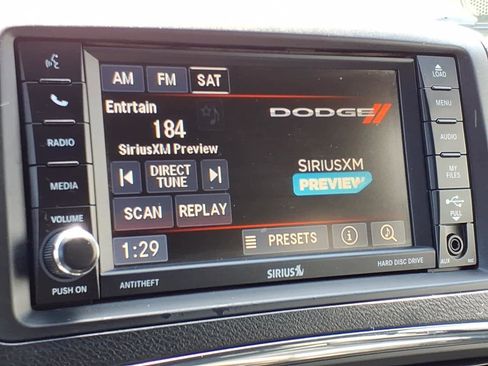 LOAD
AM FM SAT
MENU
Entrtain
184
SiriusXM Preview
DODGE
RADIO
AUDIO
DIRECT
TUNE
SIRIUSXM
PREVIEW
MEDIA
MY
FILES
SCAN REPLAY
VOLUME
PULL
1:29
PRESETS
PUSH ON
ANTITHEFT
SIRIUS
HARD DISC DRIVE
AUX